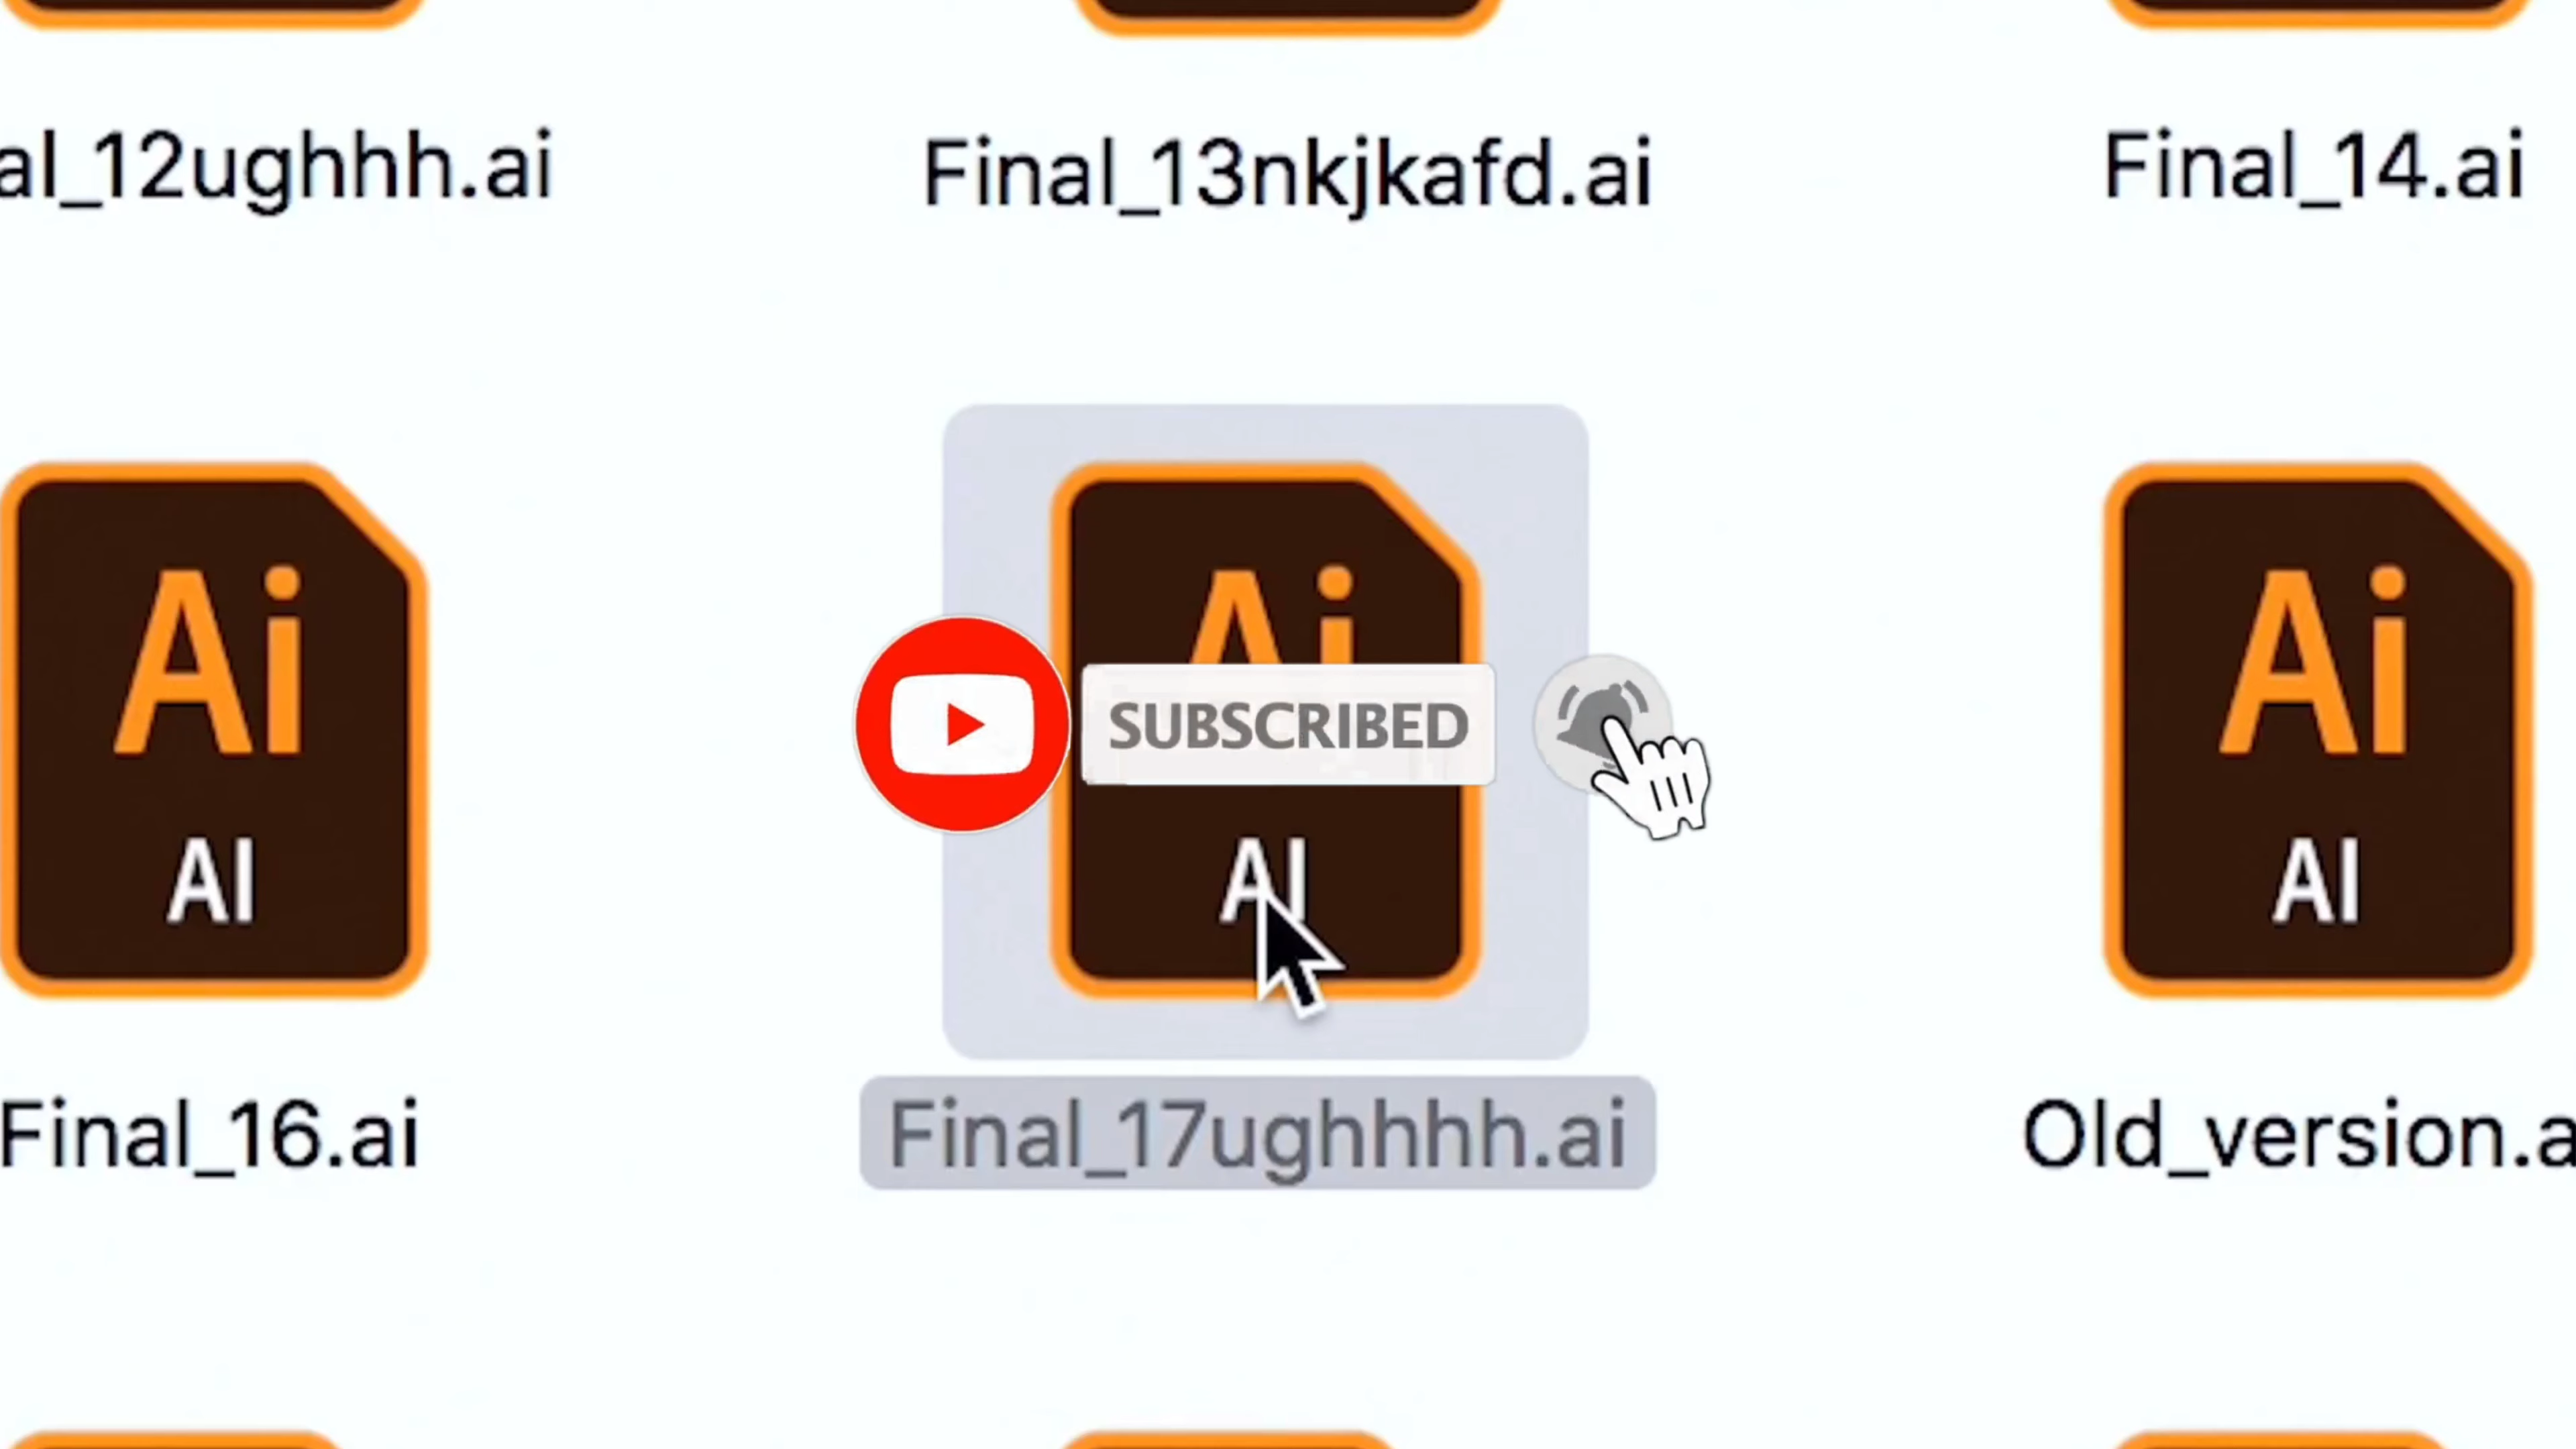 al_12ughhh.ai
Final_13nkjkafd.ai
Final_14.ai
Ai
AI
Ai
SUBSCRIBED
AI
Ai
AI
Final_16.ai
Final_17ughhhh.ai
Old_version.a